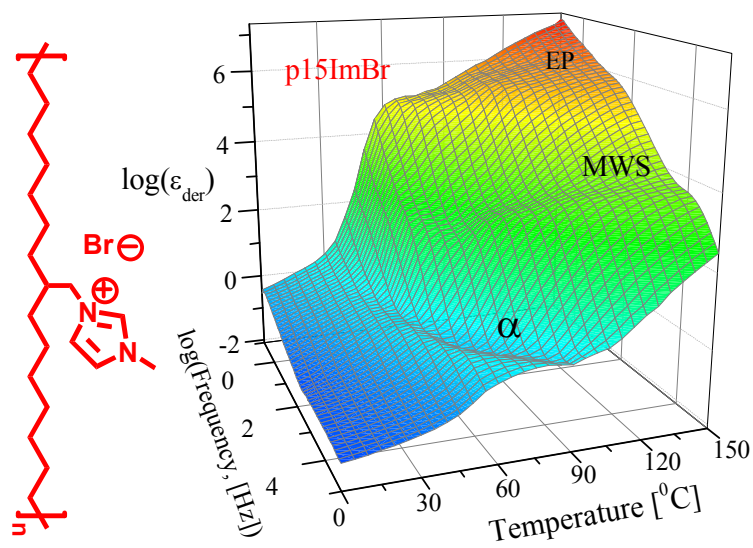 p15ImBr
EP
MWS
α
log(ε_der)
6
4
2
0
-2
log(Frequency, [Hz])
0
2
4
0
30
60
90
120
150
Temperature [⁰C]
Br ⊖
⊕
N
N
n